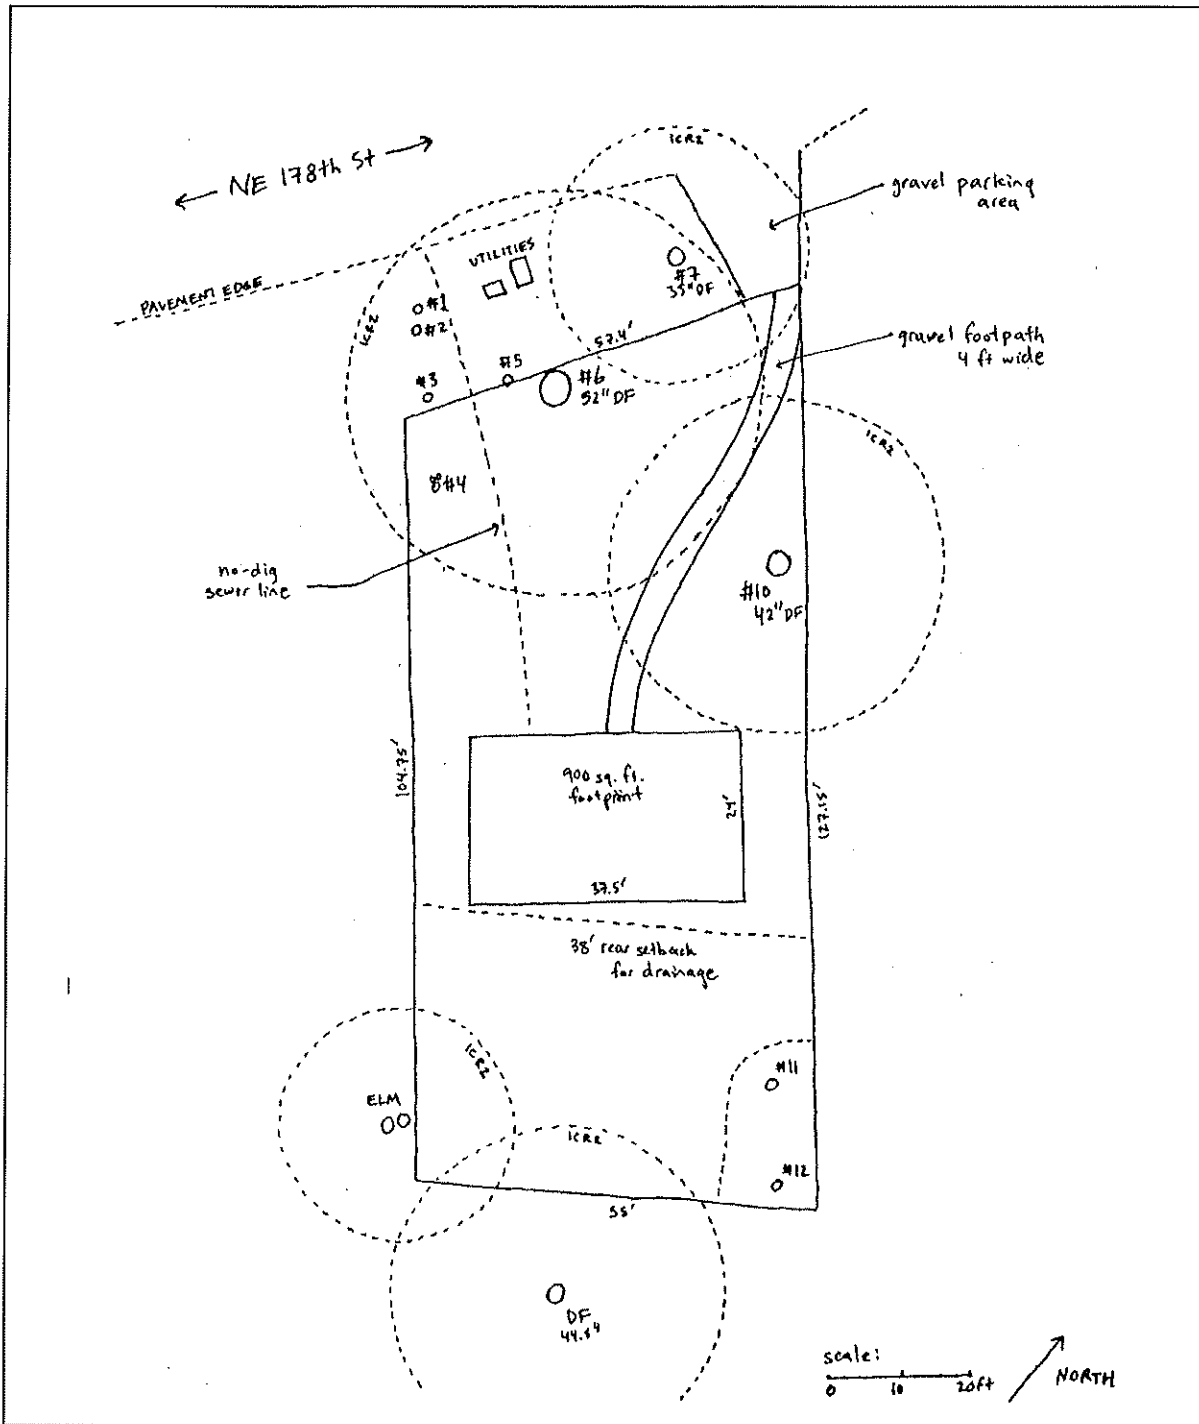 NE 178th St
ICRZ
gravel parking
area
UTILITIES
#7
35" DF
PAVEMENT EDGE
#1
#2
ICRZ
57.4'
gravel footpath
4 ft wide
#5
#3
#6
52" DF
ICRZ
#4
no-dig
sewer line
#10
42" DF
104.75'
900 sq. ft.
footprint
24'
127.15'
37.5'
38' rear setback
for drainage
ICRZ
#11
ELM
ICRZ
#12
55'
DF
scale:
0 10 20ft
NORTH